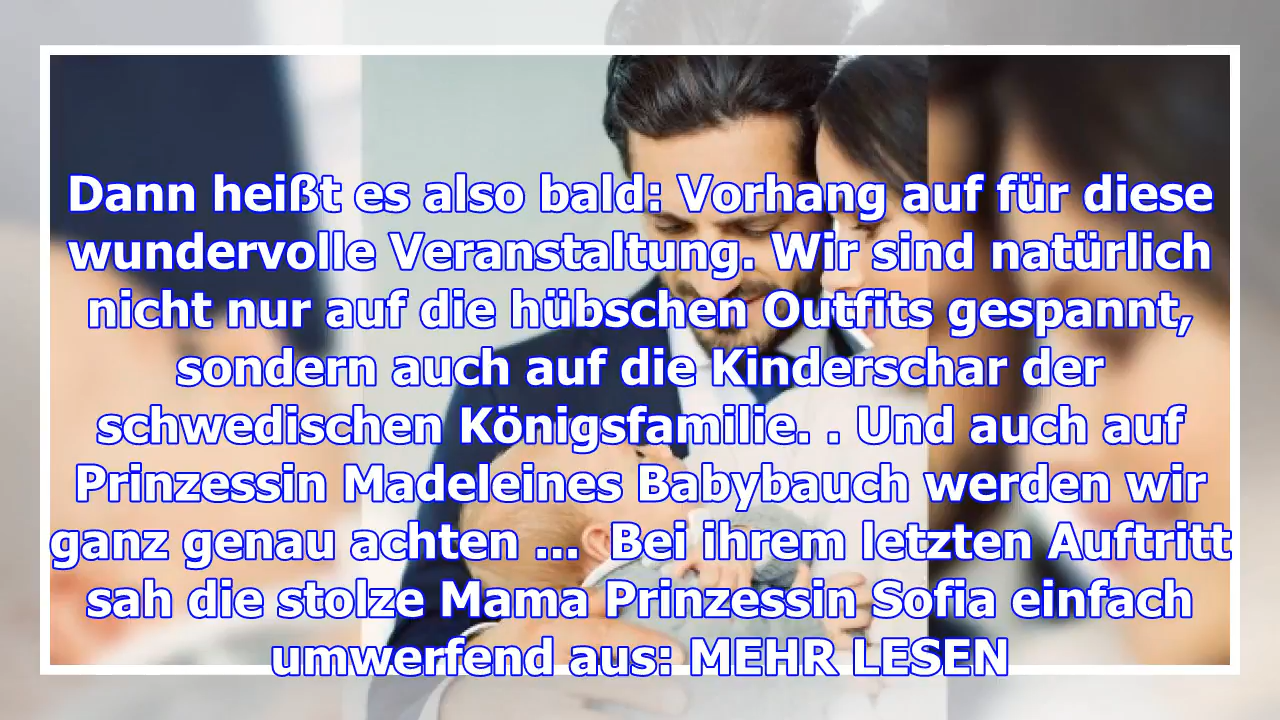 Dann heißt es also bald: Vorhang auf für diese
wundervolle Veranstaltung. Wir sind natürlich
nicht nur auf die hübschen Outfits gespannt,
sondern auch auf die Kinderschar der
schwedischen Königsfamilie. . Und auch auf
Prinzessin Madeleines Babybauch werden wir
ganz genau achten ...  Bei ihrem letzten Auftritt
sah die stolze Mama Prinzessin Sofia einfach
umwerfend aus: MEHR LESEN